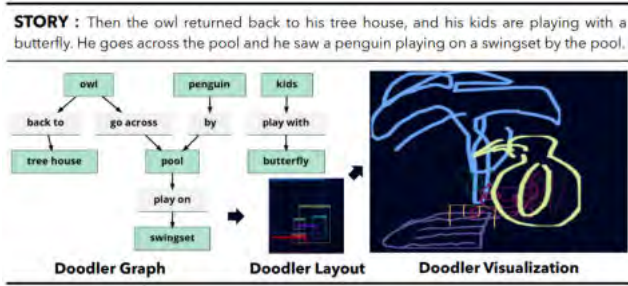 STORY : Then the owl returned back to his tree house, and his kids are playing with a
butterfly. He goes across the pool and he saw a penguin playing on a swingset by the pool.
owl penguin kids
back to go across by play with
tree house pool butterfly
play on
swingset
Doodler Graph Doodler Layout Doodler Visualization